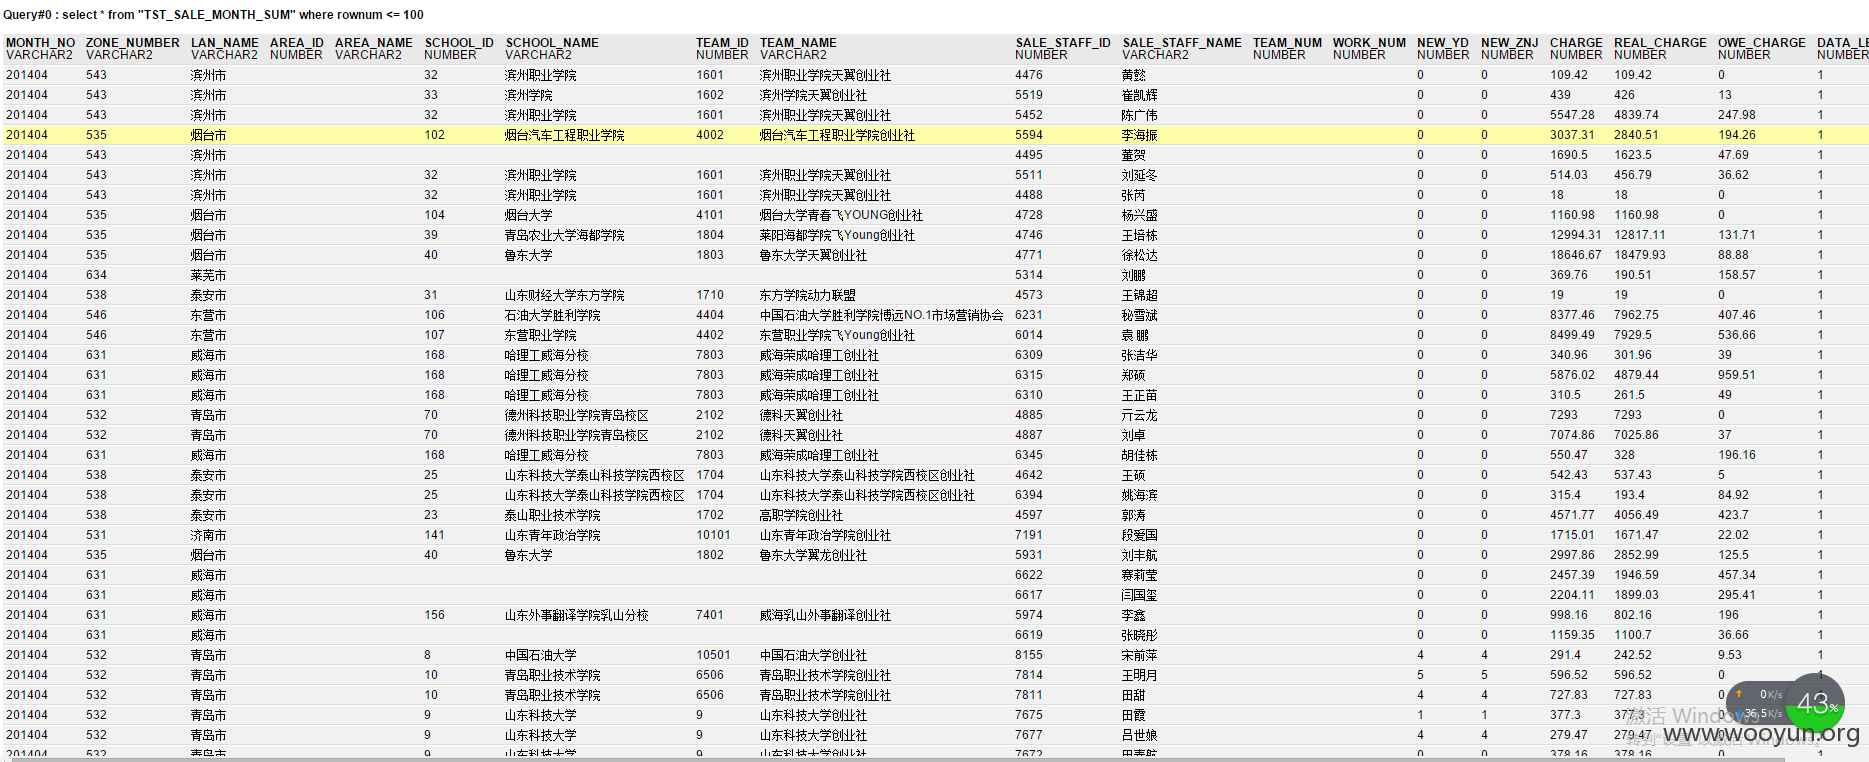 Query#0 : select * from "TST_SALE_MONTH_SUM" where rownum <= 100
MONTH_NO ZONE_NUMBER LAN_NAME AREA_ID AREA_NAME SCHOOL_ID SCHOOL_NAME TEAM_ID TEAM_NAME SALE_STAFF_ID SALE_STAFF_NAME TEAM_NUM WORK_NUM NEW_YD NEW_ZNJ CHARGE REAL_CHARGE OWE_CHARGE DATA_LE
VARCHAR2 VARCHAR2 VARCHAR2 NUMBER VARCHAR2 NUMBER VARCHAR2 NUMBER VARCHAR2 NUMBER VARCHAR2 NUMBER NUMBER NUMBER NUMBER NUMBER NUMBER NUMBER NUMBER
201404 543 滨州市 32 滨州职业学院 1601 滨州职业学院天翼创业社 4476 黄懿 0 0 109.42 109.42 0 1
201404 543 滨州市 33 滨州学院 1602 滨州学院天翼创业社 5519 崔凯辉 0 0 439 426 13 1
201404 543 滨州市 32 滨州职业学院 1601 滨州职业学院天翼创业社 5452 陈广伟 0 0 5547.28 4839.74 247.98 1
201404 535 烟台市 102 烟台汽车工程职业学院 4002 烟台汽车工程职业学院创业社 5594 李海振 0 0 3037.31 2840.51 194.26 1
201404 543 滨州市 4495 董贺 0 0 1690.5 1623.5 47.69 1
201404 543 滨州市 32 滨州职业学院 1601 滨州职业学院天翼创业社 5511 刘延冬 0 0 514.03 456.79 36.62 1
201404 543 滨州市 32 滨州职业学院 1601 滨州职业学院天翼创业社 4488 张芮 0 0 18 18 0 1
201404 535 烟台市 104 烟台大学 4101 烟台大学青春飞YOUNG创业社 4728 杨兴盛 0 0 1160.98 1160.98 0 1
201404 535 烟台市 39 青岛农业大学海都学院 1804 莱阳海都学院飞Young创业社 4746 王培栋 0 0 12994.31 12817.11 131.71 1
201404 535 烟台市 40 鲁东大学 1803 鲁东大学天翼创业社 4771 徐松达 0 0 18646.67 18479.93 88.88 1
201404 634 莱芜市 5314 刘鹏 0 0 369.76 190.51 158.57 1
201404 538 泰安市 31 山东财经大学东方学院 1710 东方学院动力联盟 4573 王锦超 0 0 19 19 0 1
201404 546 东营市 106 石油大学胜利学院 4404 中国石油大学胜利学院博远NO.1市场营销协会 6231 秘雪斌 0 0 8377.46 7962.75 407.46 1
201404 546 东营市 107 东营职业学院 4402 东营职业学院飞Young创业社 6014 袁鹏 0 0 8499.49 7929.5 536.66 1
201404 631 威海市 168 哈理工威海分校 7803 威海荣成哈理工创业社 6309 张洁华 0 0 340.96 301.96 39 1
201404 631 威海市 168 哈理工威海分校 7803 威海荣成哈理工创业社 6315 郑硕 0 0 5876.02 4879.44 959.51 1
201404 631 威海市 168 哈理工威海分校 7803 威海荣成哈理工创业社 6310 王正苗 0 0 310.5 261.5 49 1
201404 532 青岛市 70 德州科技职业学院青岛校区 2102 德科天翼创业社 4885 亓云龙 0 0 7293 7293 0 1
201404 532 青岛市 70 德州科技职业学院青岛校区 2102 德科天翼创业社 4887 刘卓 0 0 7074.86 7025.86 37 1
201404 631 威海市 168 哈理工威海分校 7803 威海荣成哈理工创业社 6345 胡佳栋 0 0 550.47 328 196.16 1
201404 538 泰安市 25 山东科技大学泰山科技学院西校区 1704 山东科技大学泰山科技学院西校区创业社 4642 王硕 0 0 542.43 537.43 5 1
201404 538 泰安市 25 山东科技大学泰山科技学院西校区 1704 山东科技大学泰山科技学院西校区创业社 6394 姚海滨 0 0 315.4 193.4 84.92 1
201404 538 泰安市 23 泰山职业技术学院 1702 高职学院创业社 4597 郭涛 0 0 4571.77 4056.49 423.7 1
201404 531 济南市 141 山东青年政治学院 10101 山东青年政治学院创业社 7191 段爱国 0 0 1715.01 1671.47 22.02 1
201404 535 烟台市 40 鲁东大学 1802 鲁东大学翼龙创业社 5931 刘丰航 0 0 2997.86 2852.99 125.5 1
201404 631 威海市 6622 赛莉莹 0 0 2457.39 1946.59 457.34 1
201404 631 威海市 6617 闫国玺 0 0 2204.11 1899.03 295.41 1
201404 631 威海市 156 山东外事翻译学院乳山分校 7401 威海乳山外事翻译创业社 5974 李鑫 0 0 998.16 802.16 196 1
201404 631 威海市 6619 张晓彤 0 0 1159.35 1100.7 36.66 1
201404 532 青岛市 8 中国石油大学 10501 中国石油大学创业社 8155 宋前萍 4 4 291.4 242.52 9.53 1
201404 532 青岛市 10 青岛职业技术学院 6506 青岛职业技术学院创业社 7814 王明月 5 5 596.52 596.52 0 1
201404 532 青岛市 10 青岛职业技术学院 6506 青岛职业技术学院创业社 7811 田甜 4 4 727.83 727.83 0
201404 532 青岛市 9 山东科技大学 9 山东科技大学创业社 7675 田霞 1 1 377.3 377.3 0
201404 532 青岛市 9 山东科技大学 9 山东科技大学创业社 7677 吕世娘 4 4 279.47 279.47 0
201404 532 青岛市 9 山东科技大学 9 山东科技大学创业社 7672 0 0 378.16 378.16 0 1
0K/s
36.5K/s
43%
激活 Windows
转到"设置"以激活 Windows。
www.wooyun.org